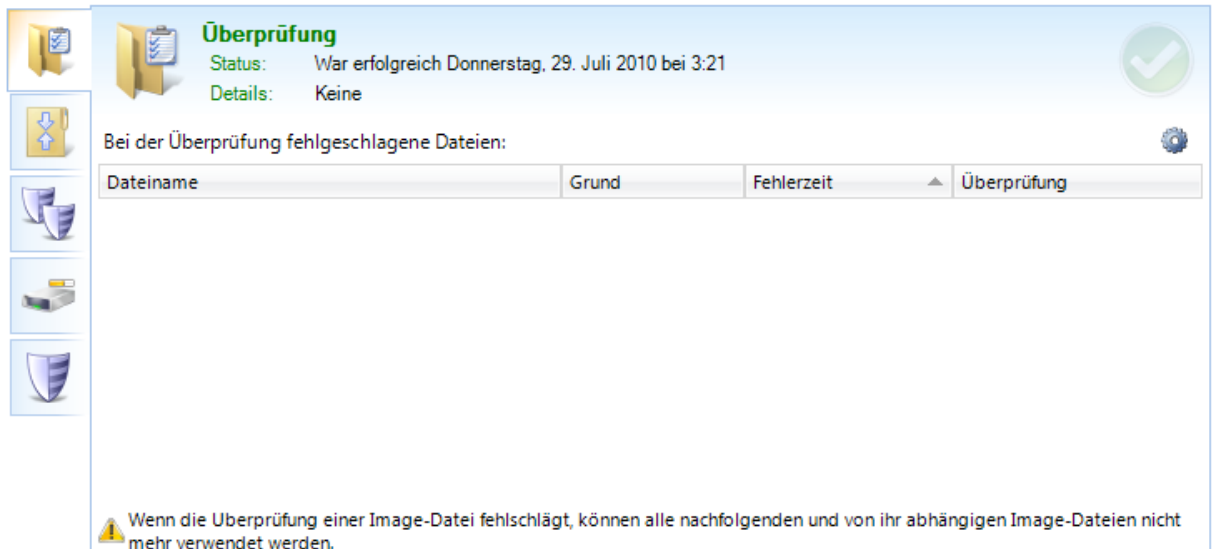 Überprüfung
Status: War erfolgreich Donnerstag, 29. Juli 2010 bei 3:21
Details: Keine
Bei der Überprüfung fehlgeschlagene Dateien:
Dateiname Grund Fehlerzeit Überprüfung
Wenn die Überprüfung einer Image-Datei fehlschlägt, können alle nachfolgenden und von ihr abhängigen Image-Dateien nicht
mehr verwendet werden.